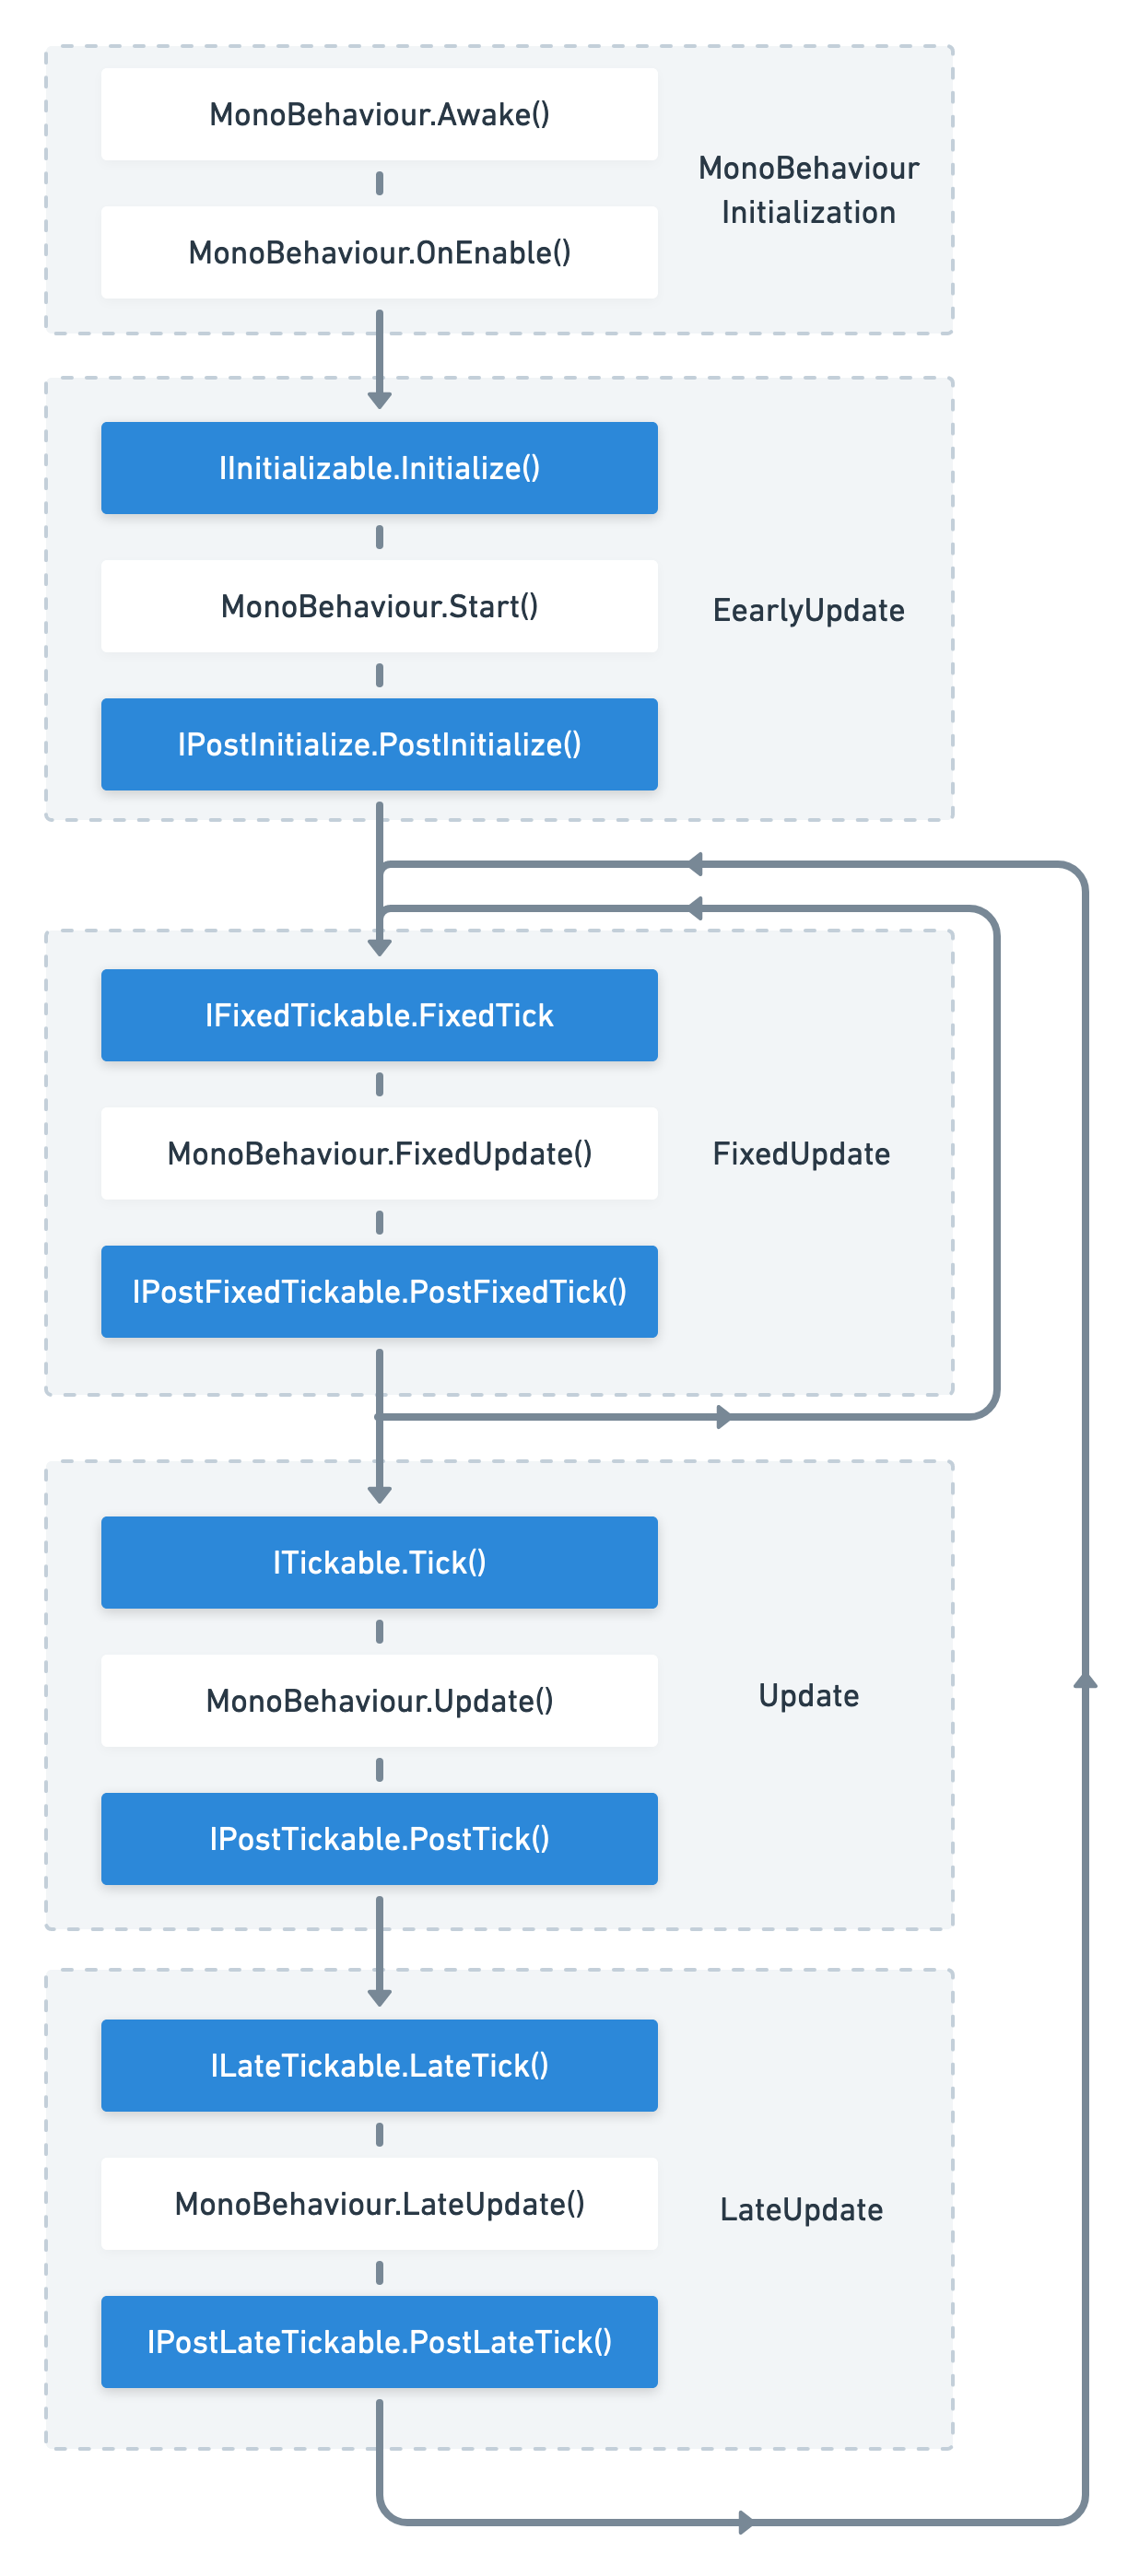 MonoBehaviour.Awake()
MonoBehaviour
Initialization
MonoBehaviour.OnEnable()
IInitializable.Initialize()
MonoBehaviour.Start()
EearlyUpdate
IPostInitialize.PostInitialize()
IFixedTickable.FixedTick
MonoBehaviour.FixedUpdate()
FixedUpdate
IPostFixedTickable.PostFixedTick()
ITickable.Tick()
MonoBehaviour.Update()
Update
IPostTickable.PostTick()
ILateTickable.LateTick()
MonoBehaviour.LateUpdate()
LateUpdate
IPostLateTickable.PostLateTick()